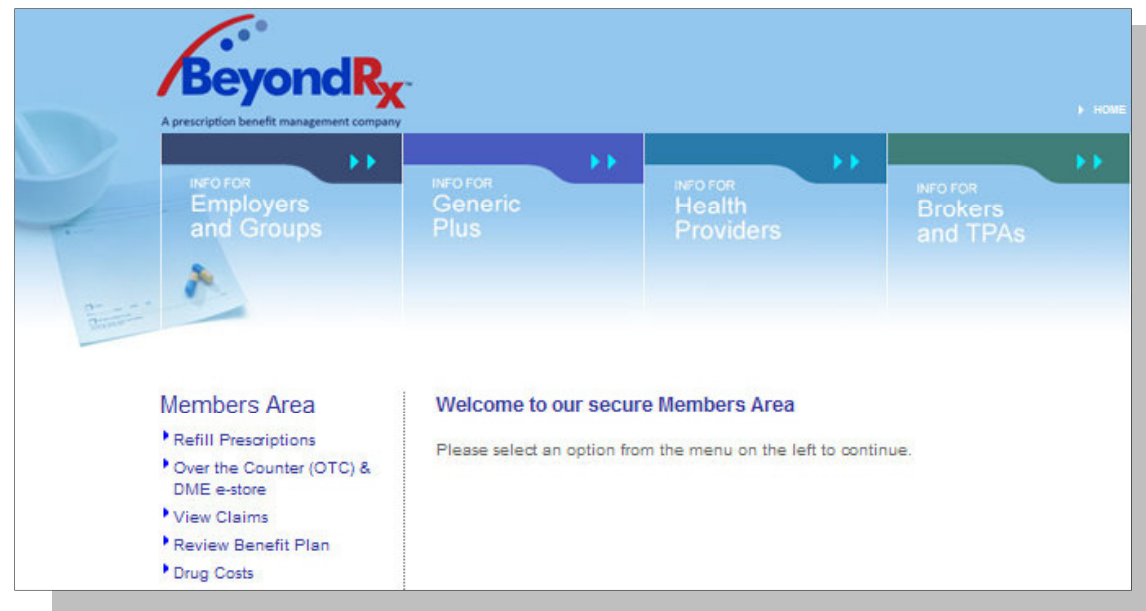 BeyondRx™
A prescription benefit management company
HOME
INFO FOR
Employers
and Groups
INFO FOR
Generic
Plus
INFO FOR
Health
Providers
INFO FOR
Brokers
and TPAs
Members Area
Refill Prescriptions
Over the Counter (OTC) &
DME e-store
View Claims
Review Benefit Plan
Drug Costs
Welcome to our secure Members Area
Please select an option from the menu on the left to continue.